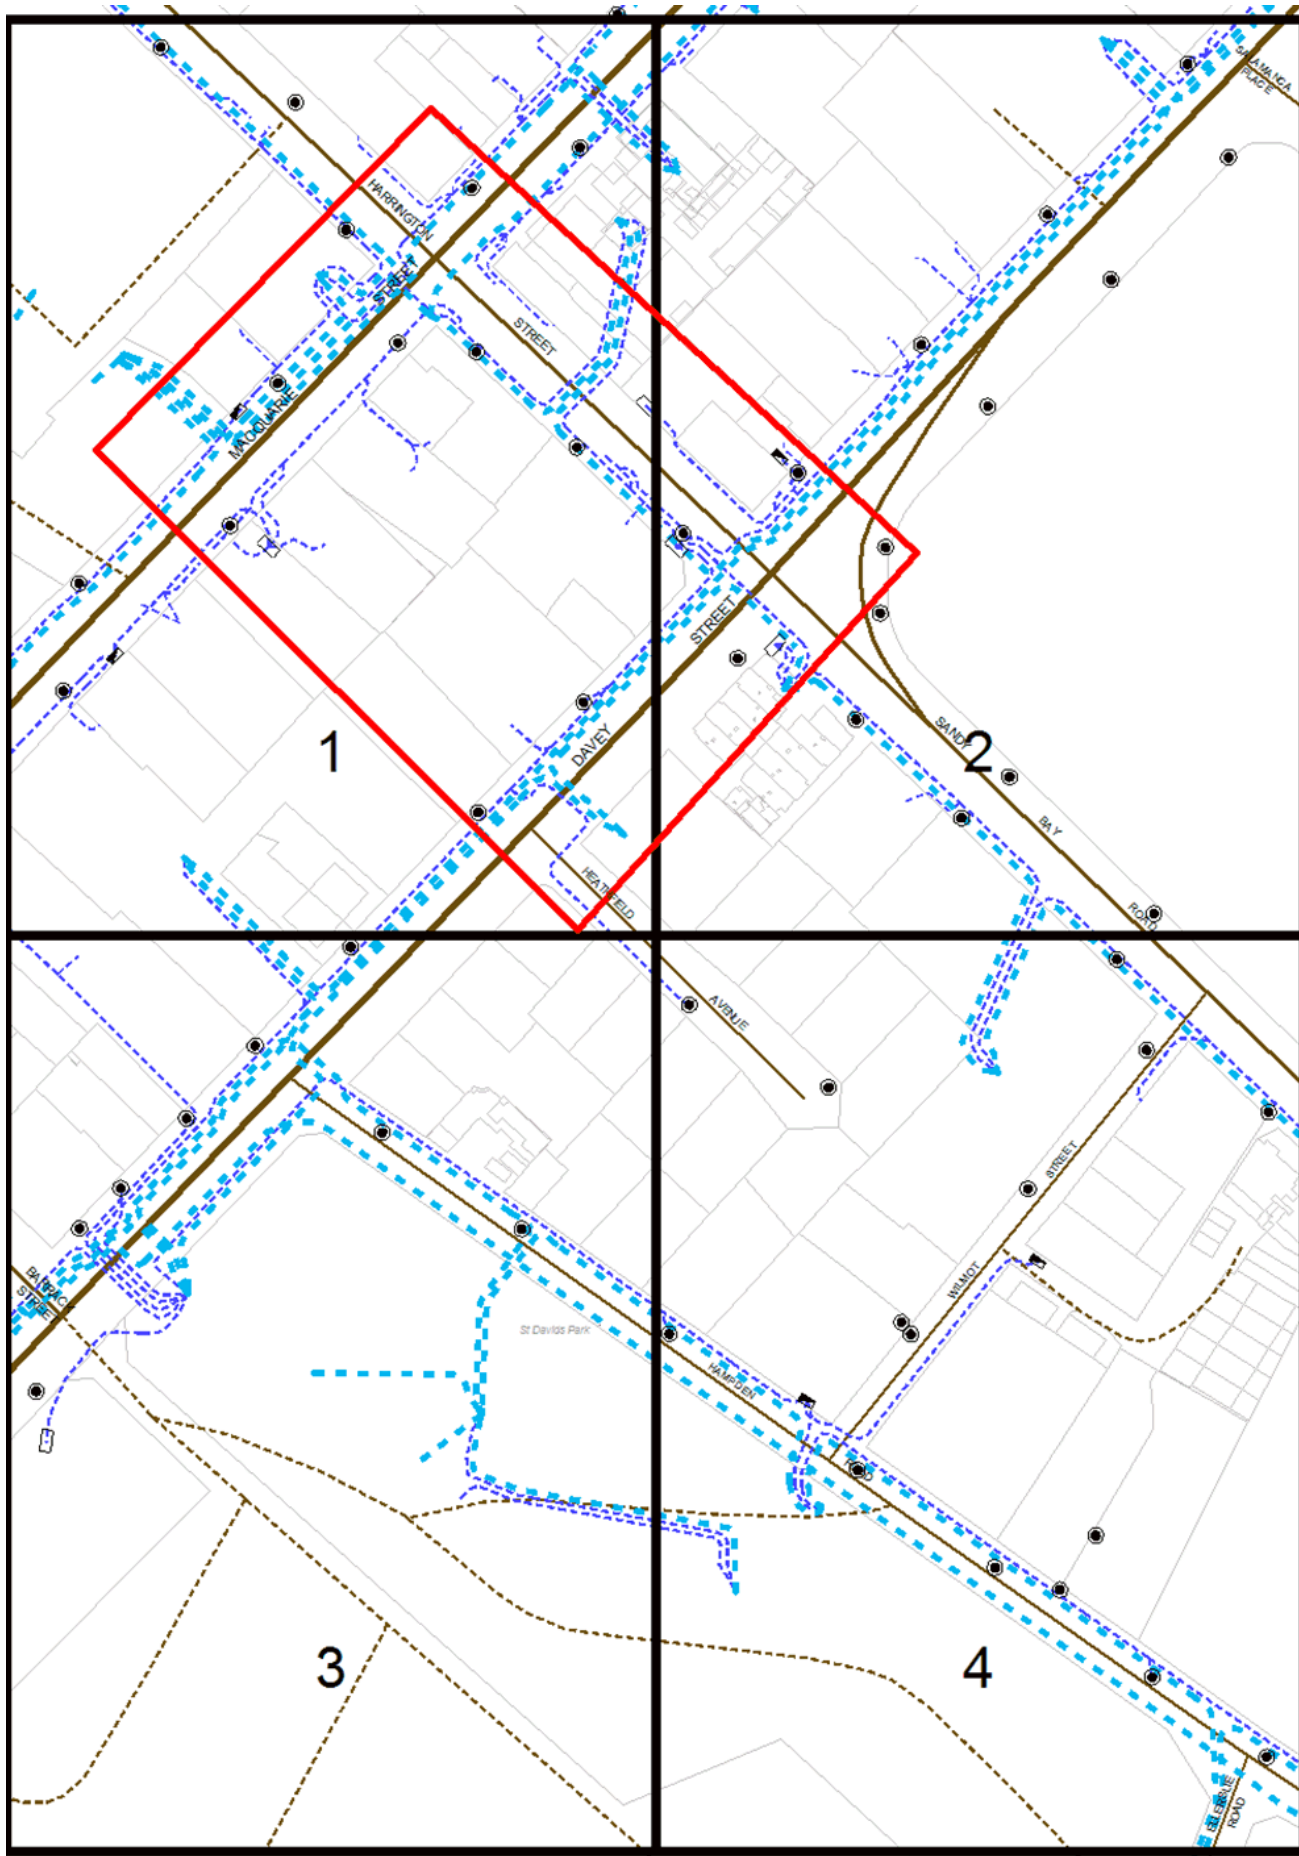 SALAMANCA
PLACE
HARRINGTON
STREET
STREET
MACQUARIE
STREET
DAVEY
1
SANDY
2
BAY
HEATHFIELD
ROAD
AVENUE
STREET
BARRACK
STREET
WILMOT
St Davids Park
HAMPDEN
ROAD
3
4
ELLERSLIE
ROAD